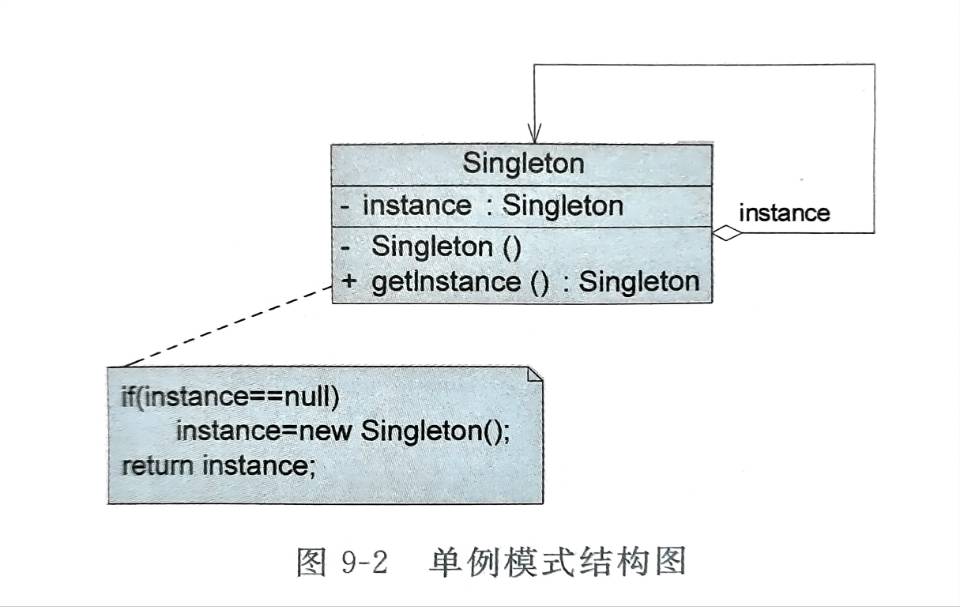 Singleton
- instance : Singleton
instance
- Singleton ()
+ getInstance () : Singleton
if(instance==null)
instance=new Singleton();
return instance;
图 9-2 单例模式结构图